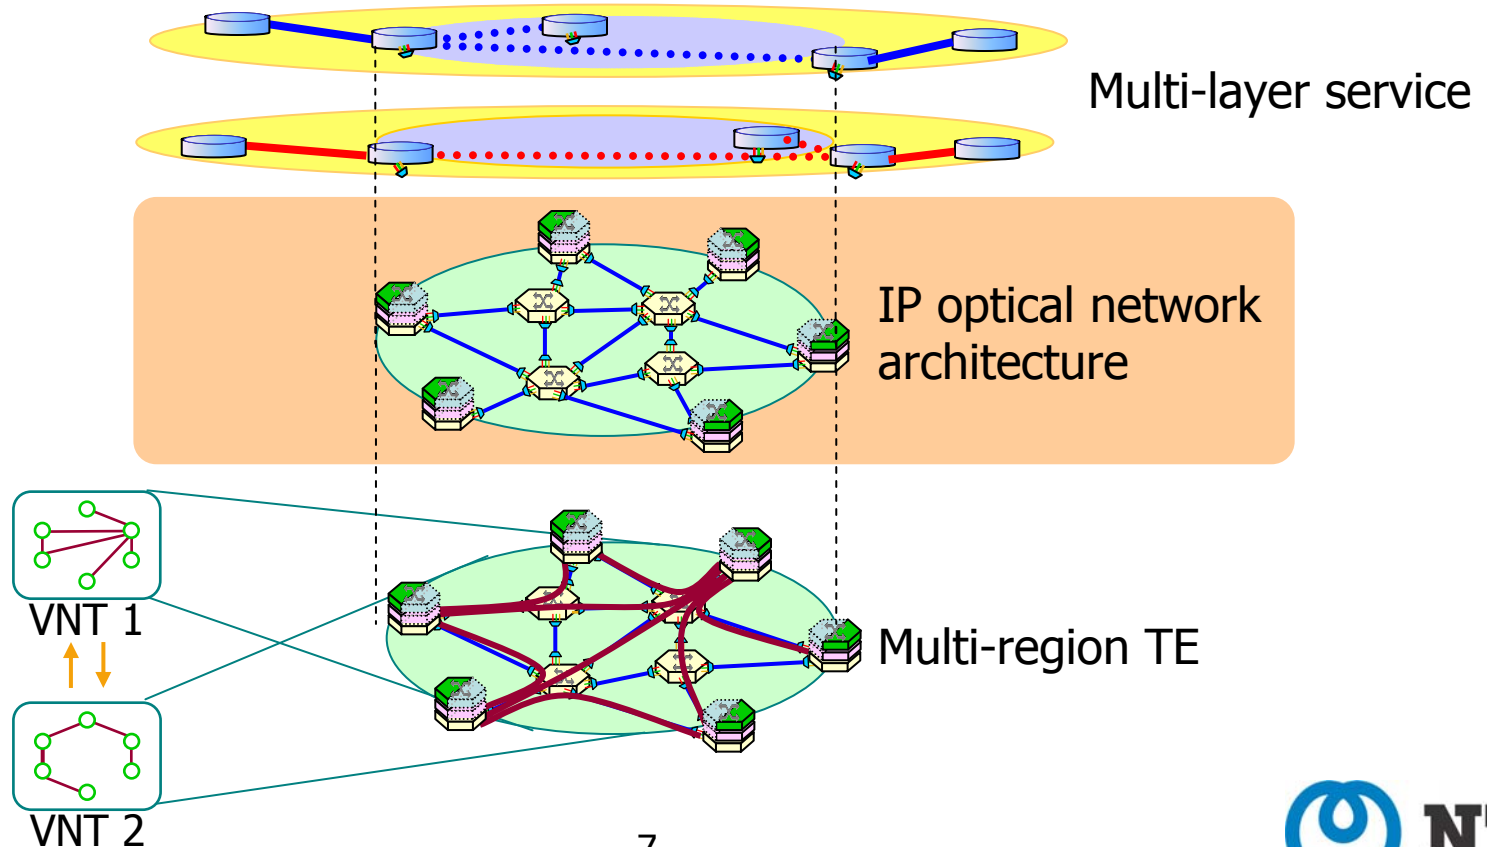 Multi-layer service
IP optical network
architecture
VNT 1
Multi-region TE
VNT 2
7